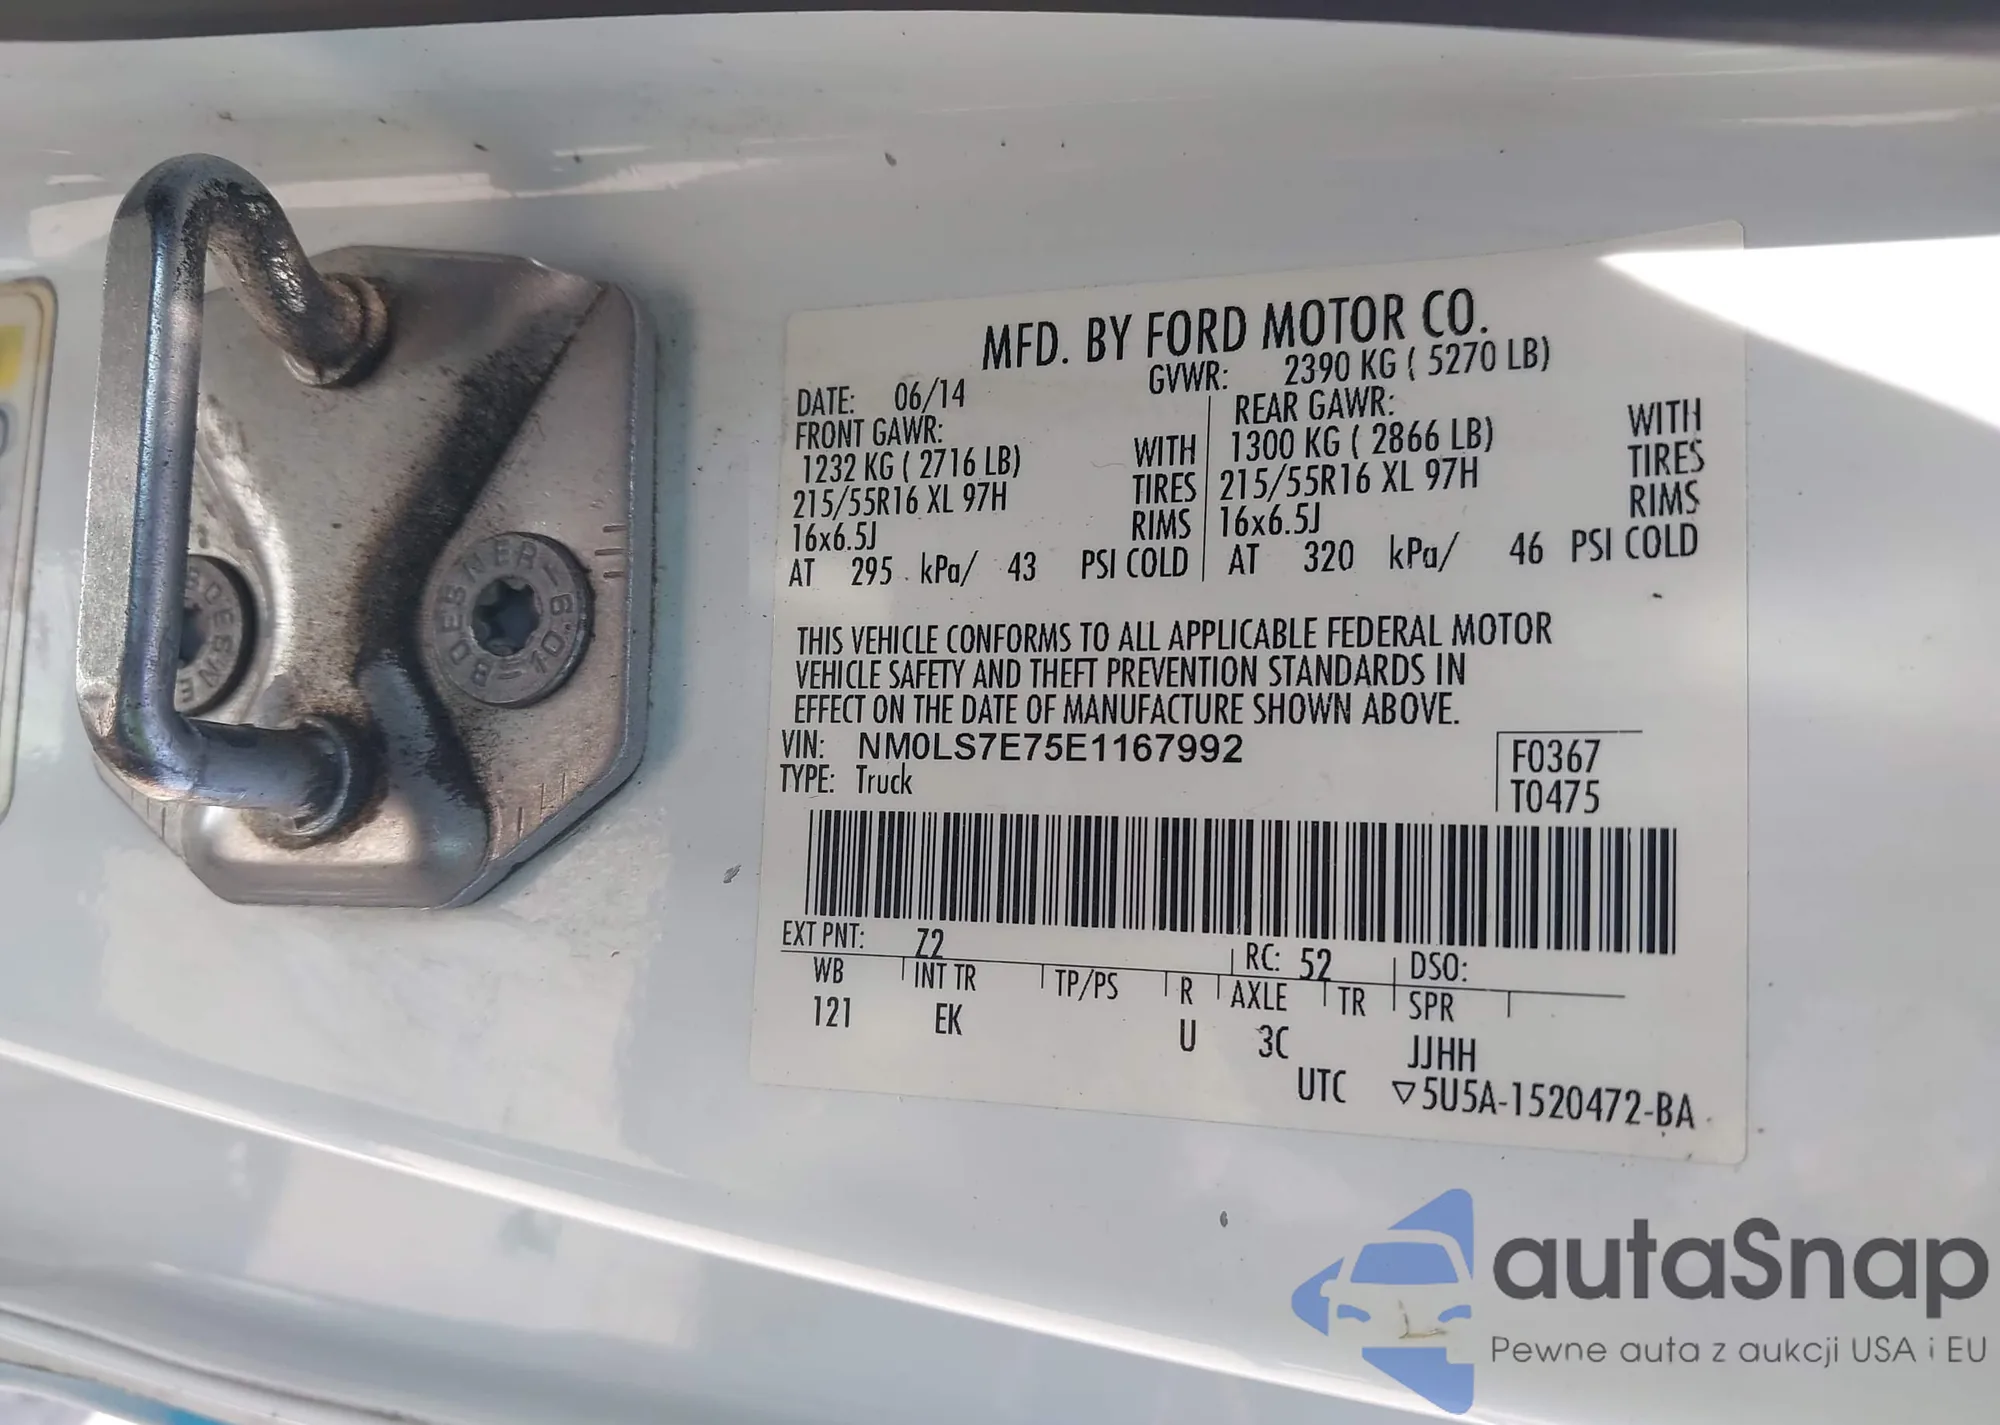 MFD. BY FORD MOTOR CO.
DATE: 06/14 GVWR: 2390 KG ( 5270 LB)
FRONT GAWR: REAR GAWR:
1232 KG ( 2716 LB) WITH 1300 KG ( 2866 LB) WITH
215/55R16 XL 97H TIRES 215/55R16 XL 97H TIRES
16x6.5J RIMS 16x6.5J RIMS
AT 295 kPa/ 43 PSI COLD AT 320 kPa/ 46 PSI COLD
THIS VEHICLE CONFORMS TO ALL APPLICABLE FEDERAL MOTOR
VEHICLE SAFETY AND THEFT PREVENTION STANDARDS IN
EFFECT ON THE DATE OF MANUFACTURE SHOWN ABOVE.
VIN: NM0LS7E75E1167992 F0367
TYPE: Truck T0475
EXT PNT: Z2 RC: 52 DSO:
WB INT TR TP/PS R AXLE TR SPR
121 EK U 3C JJHH
UTC ▽5U5A-1520472-BA
BOEBNER-10.9-
autaSnap
Pewne auta z aukcji USA i EU